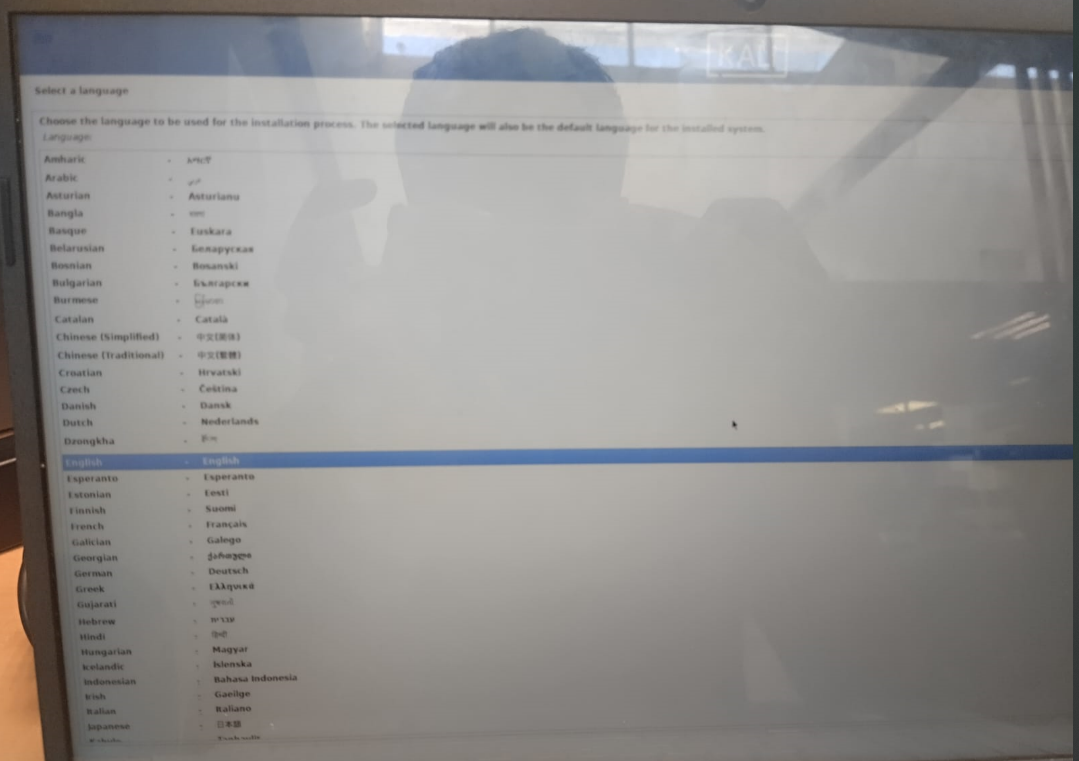 KALI
Select a language
Choose the language to be used for the installation process. The selected language will also be the default language for the installed system.
Language:
Amharic - አማርኛ
Arabic - عربي
Asturian - Asturianu
Bangla - বাংলা
Basque - Euskara
Belarusian - Беларуская
Bosnian - Bosanski
Bulgarian - Български
Burmese -
Catalan - Català
Chinese (Simplified) - 中文(简体)
Chinese (Traditional) - 中文(繁體)
Croatian - Hrvatski
Czech - Čeština
Danish - Dansk
Dutch - Nederlands
Dzongkha -
English - English
Esperanto - Esperanto
Estonian - Eesti
Finnish - Suomi
French - Français
Galician - Galego
Georgian - ქართული
German - Deutsch
Greek - Ελληνικά
Gujarati - ગુજરાતી
Hebrew - עברית
Hindi - हिन्दी
Hungarian - Magyar
Icelandic - Íslenska
Indonesian - Bahasa Indonesia
Irish - Gaeilge
Italian - Italiano
Japanese - 日本語